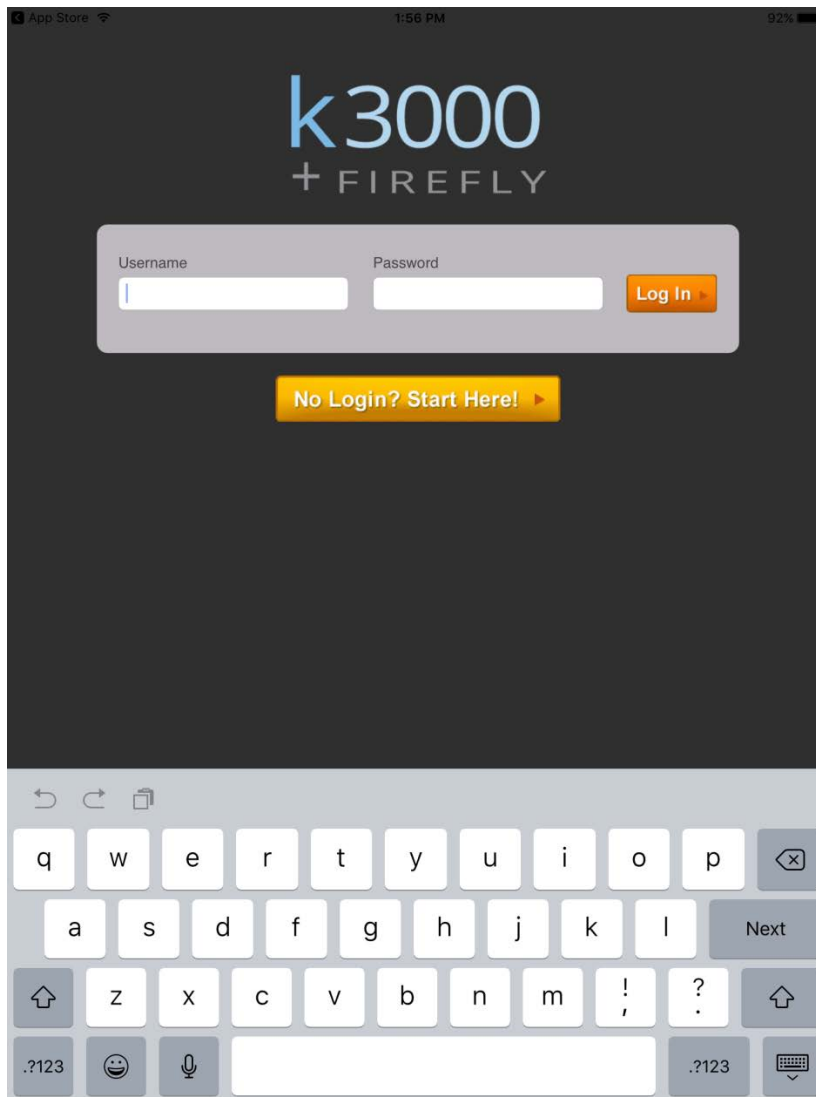 App Store 1:56 PM 92%
k3000
+ FIREFLY
Username Password
Log In
No Login? Start Here!
q w e r t y u i o p
a s d f g h j k l Next
z x c v b n m ! , ? .
.?123 .?123